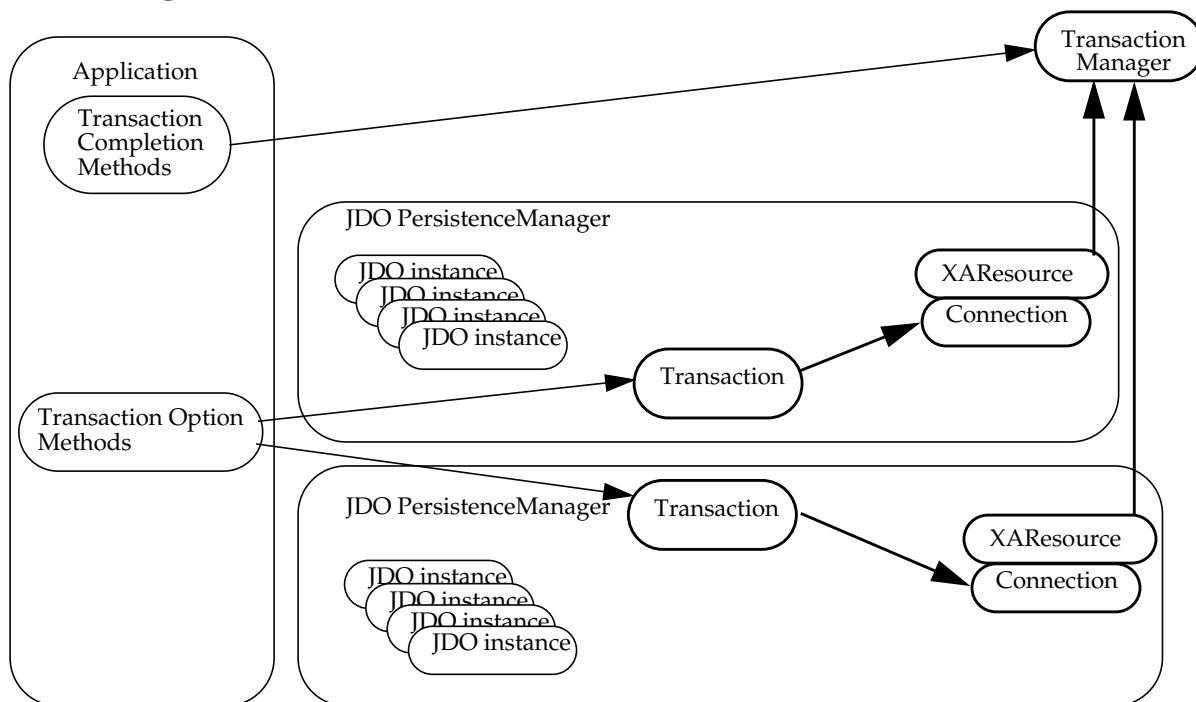 Transaction
Manager
Application
Transaction
Completion
Methods
JDO PersistenceManager
JDO instance
JDO instance
JDO instance
JDO instance
XAResource
Connection
Transaction
Transaction Option
Methods
JDO PersistenceManager
Transaction
XAResource
Connection
JDO instance
JDO instance
JDO instance
JDO instance